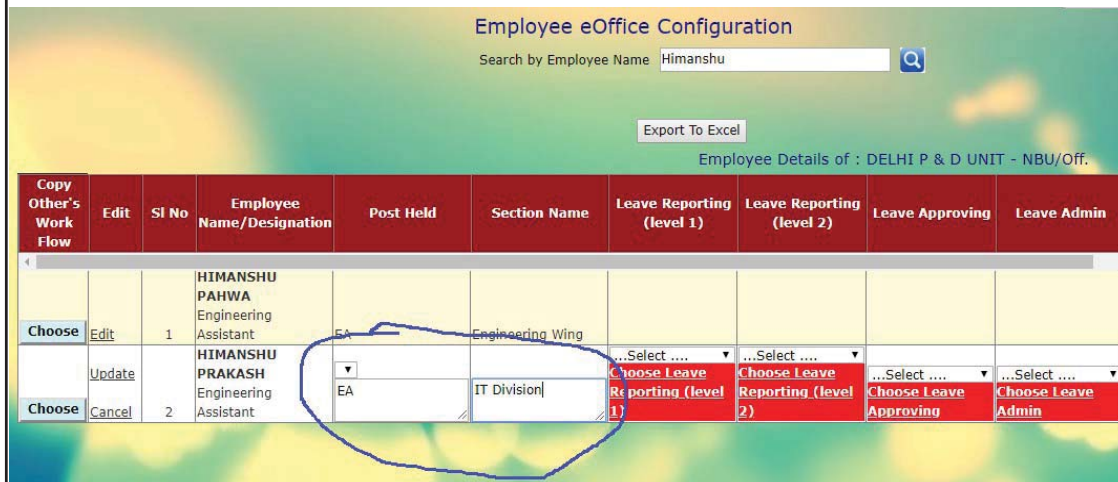 Employee eOffice Configuration
Search by Employee Name Himanshu
Export To Excel
Employee Details of : DELHI P & D UNIT - NBU/Off.
Copy
Other's
Work
Flow
Edit
Sl No
Employee
Name/Designation
Post Held
Section Name
Leave Reporting
(level 1)
Leave Reporting
(level 2)
Leave Approving
Leave Admin
Choose
Edit
1
HIMANSHU
PAHWA
Engineering
Assistant
EA
Engineering Wing
Choose
Update
Cancel
2
HIMANSHU
PRAKASH
Engineering
Assistant
EA
IT Division
...Select ....
Choose Leave
Reporting (level
1)
...Select ....
Choose Leave
Reporting (level
2)
...Select ....
Choose Leave
Approving
...Select ....
Choose Leave
Admin